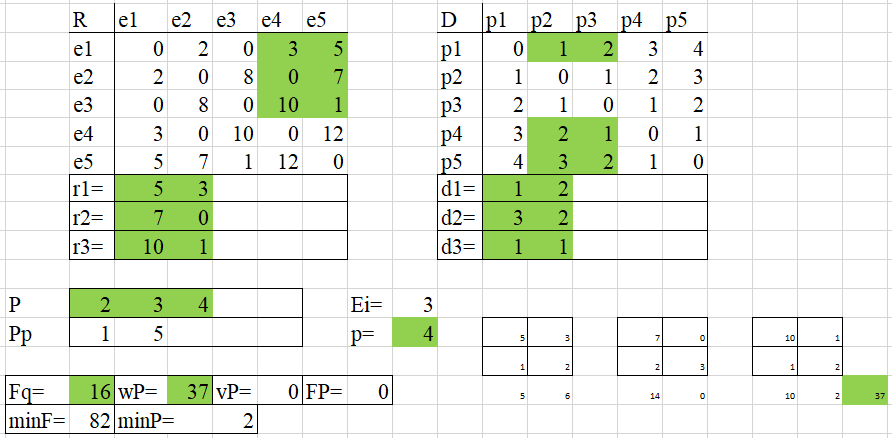 R e1 e2 e3 e4 e5 D p1 p2 p3 p4 p5
e1 0 2 0 3 5 p1 0 1 2 3 4
e2 2 0 8 0 7 p2 1 0 1 2 3
e3 0 8 0 10 1 p3 2 1 0 1 2
e4 3 0 10 0 12 p4 3 2 1 0 1
e5 5 7 1 12 0 p5 4 3 2 1 0
r1= 5 3 d1= 1 2
r2= 7 0 d2= 3 2
r3= 10 1 d3= 1 1
P 2 3 4 Ei= 3
Pp 1 5 p= 4 5 3 7 0 10 1
1 2 2 3 1 2
Fq= 16 wP= 37 vP= 0 FP= 0 5 6 14 0 10 2 37
minF= 82 minP= 2